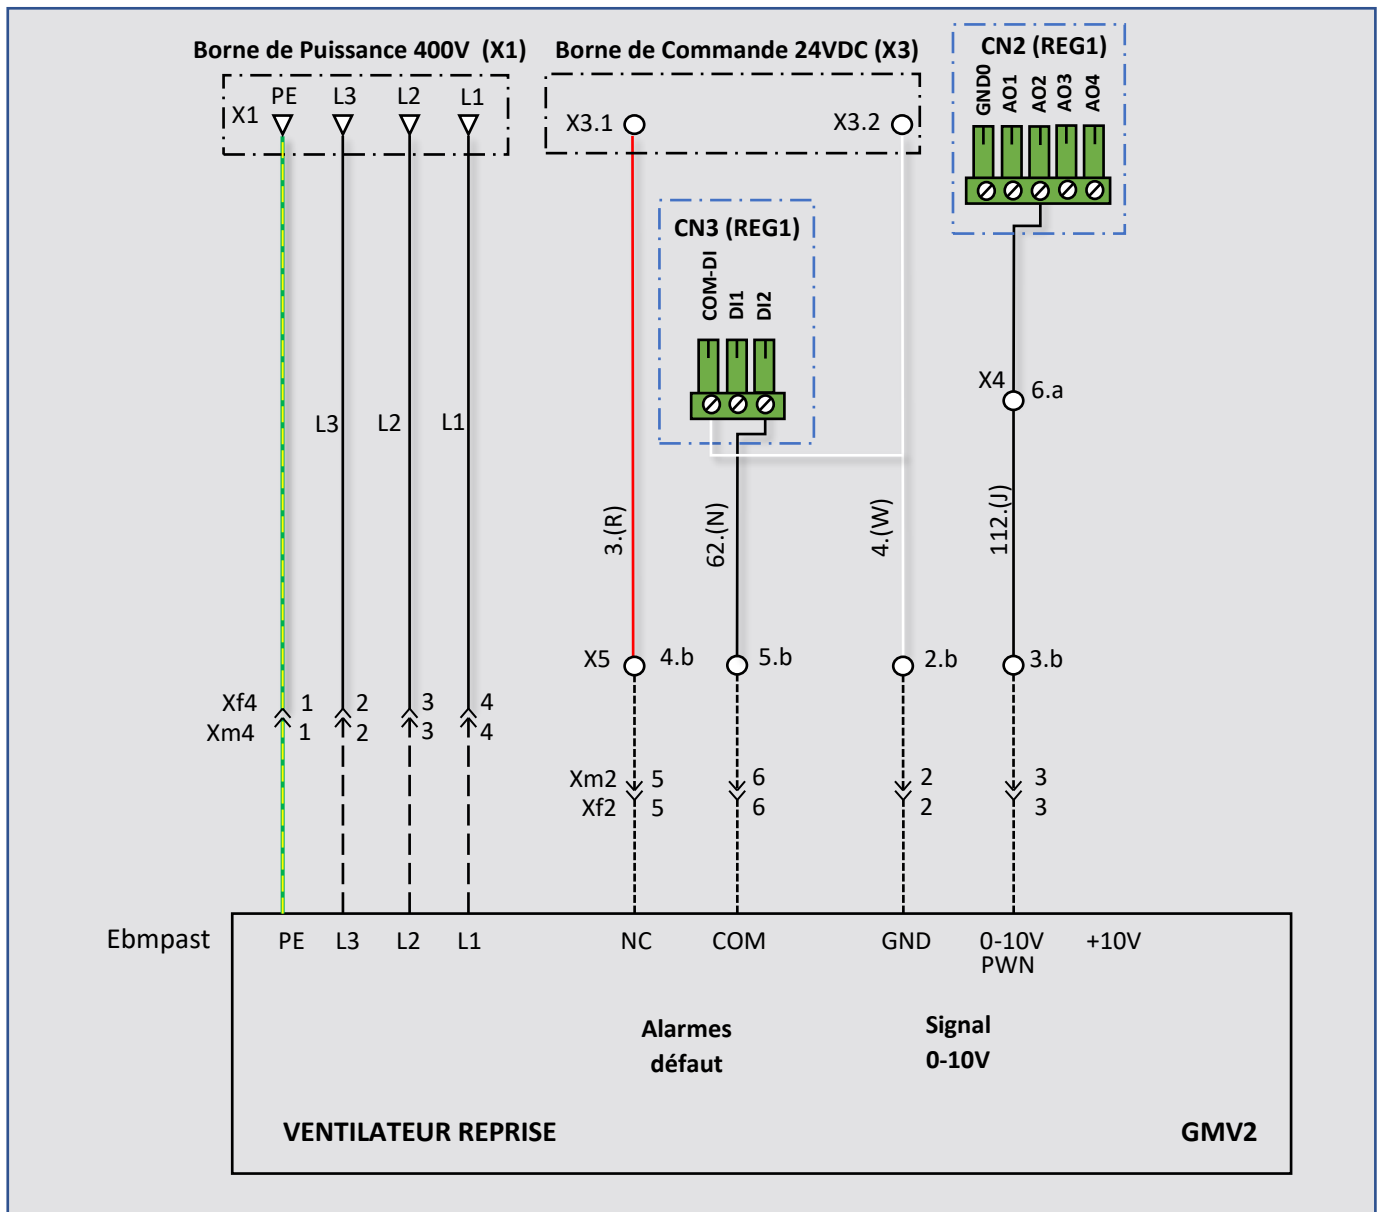 Borne de Puissance 400V (X1)
Borne de Commande 24VDC (X3)
CN2 (REG1)
X1
PE
L3
L2
L1
X3.1
X3.2
GND0
AO1
AO2
AO3
AO4
CN3 (REG1)
COM-DI
DI1
DI2
X4
6.a
L3
L2
L1
3.(R)
62.(N)
4.(W)
112.(J)
X5
4.b
5.b
2.b
3.b
Xf4
1
2
3
4
Xm4
1
2
3
4
Xm2
5
6
2
3
Xf2
5
6
2
3
Ebmpast
PE
L3
L2
L1
NC
COM
GND
0-10V
PWN
+10V
Alarmes
défaut
Signal
0-10V
VENTILATEUR REPRISE
GMV2